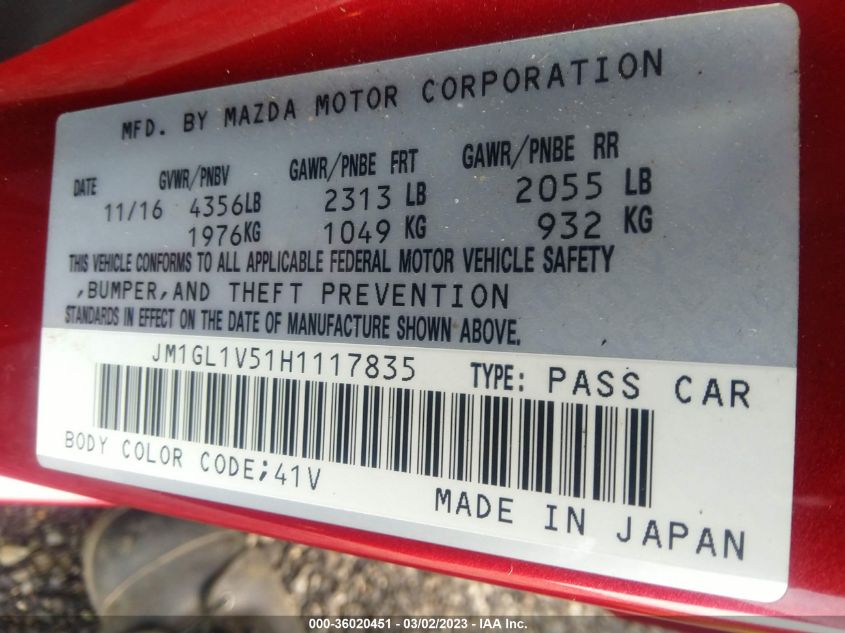 MFD. BY MAZDA MOTOR CORPORATION
DATE GVWR/PNBV GAWR/PNBE FRT GAWR/PNBE RR
11/16 4356LB 2313 LB 2055 LB
1976KG 1049 KG 932 KG
THIS VEHICLE CONFORMS TO ALL APPLICABLE FEDERAL MOTOR VEHICLE SAFETY
,BUMPER,AND THEFT PREVENTION
STANDARDS IN EFFECT ON THE DATE OF MANUFACTURE SHOWN ABOVE.
JM1GL1V51H1117835 TYPE: PASS CAR
BODY COLOR CODE;41V
MADE IN JAPAN
000-36020451 - 03/02/2023 - IAA Inc.